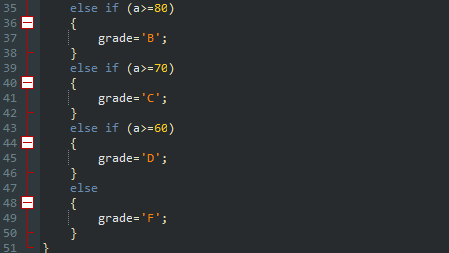 35 else if (a>=80)
36 {
37 grade='B';
38 }
39 else if (a>=70)
40 {
41 grade='C';
42 }
43 else if (a>=60)
44 {
45 grade='D';
46 }
47 else
48 {
49 grade='F';
50 }
51 }